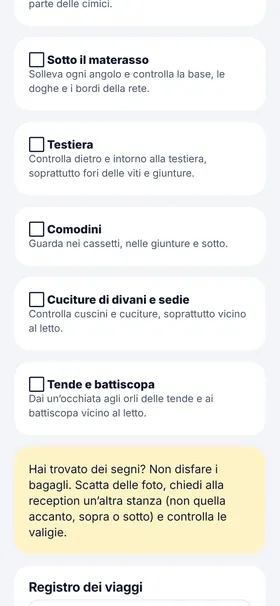 parte delle cimici.
Sotto il materasso
Solleva ogni angolo e controlla la base, le
doghe e i bordi della rete.
Testiera
Controlla dietro e intorno alla testiera,
soprattutto fori delle viti e giunture.
Comodini
Guarda nei cassetti, nelle giunture e sotto.
Cuciture di divani e sedie
Controlla cuscini e cuciture, soprattutto vicino
al letto.
Tende e battiscopa
Dai un’occhiata agli orli delle tende e ai
battiscopa vicino al letto.
Hai trovato dei segni? Non disfare i
bagagli. Scatta delle foto, chiedi alla
reception un’altra stanza (non quella
accanto, sopra o sotto) e controlla le
valigie.
Registro dei viaggi